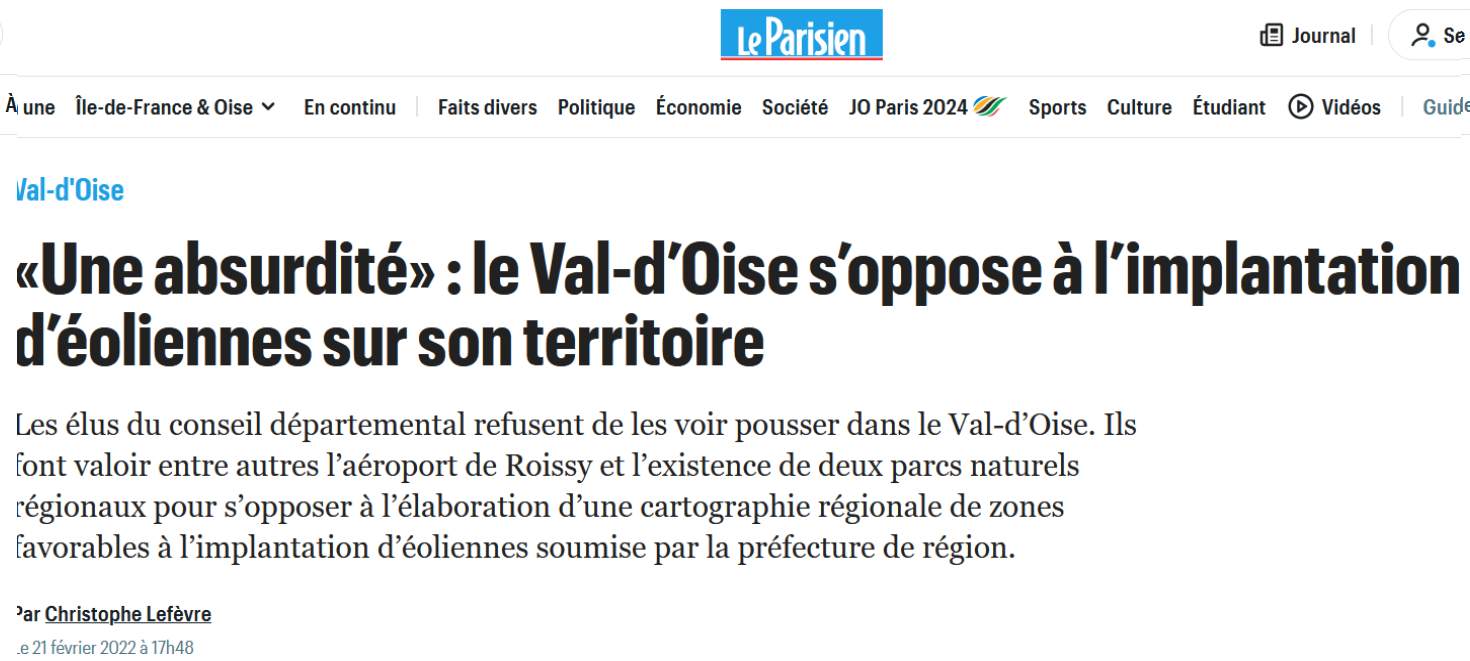 Le Parisien
Journal
Se
À une Île-de-France & Oise En continu Faits divers Politique Économie Société JO Paris 2024 Sports Culture Étudiant Vidéos Guide
Val-d'Oise
«Une absurdité» : le Val-d’Oise s’oppose à l’implantation
d’éoliennes sur son territoire
Les élus du conseil départemental refusent de les voir pousser dans le Val-d’Oise. Ils
font valoir entre autres l’aéroport de Roissy et l’existence de deux parcs naturels
régionaux pour s’opposer à l’élaboration d’une cartographie régionale de zones
favorables à l’implantation d’éoliennes soumise par la préfecture de région.
Par Christophe Lefèvre
Le 21 février 2022 à 17h48